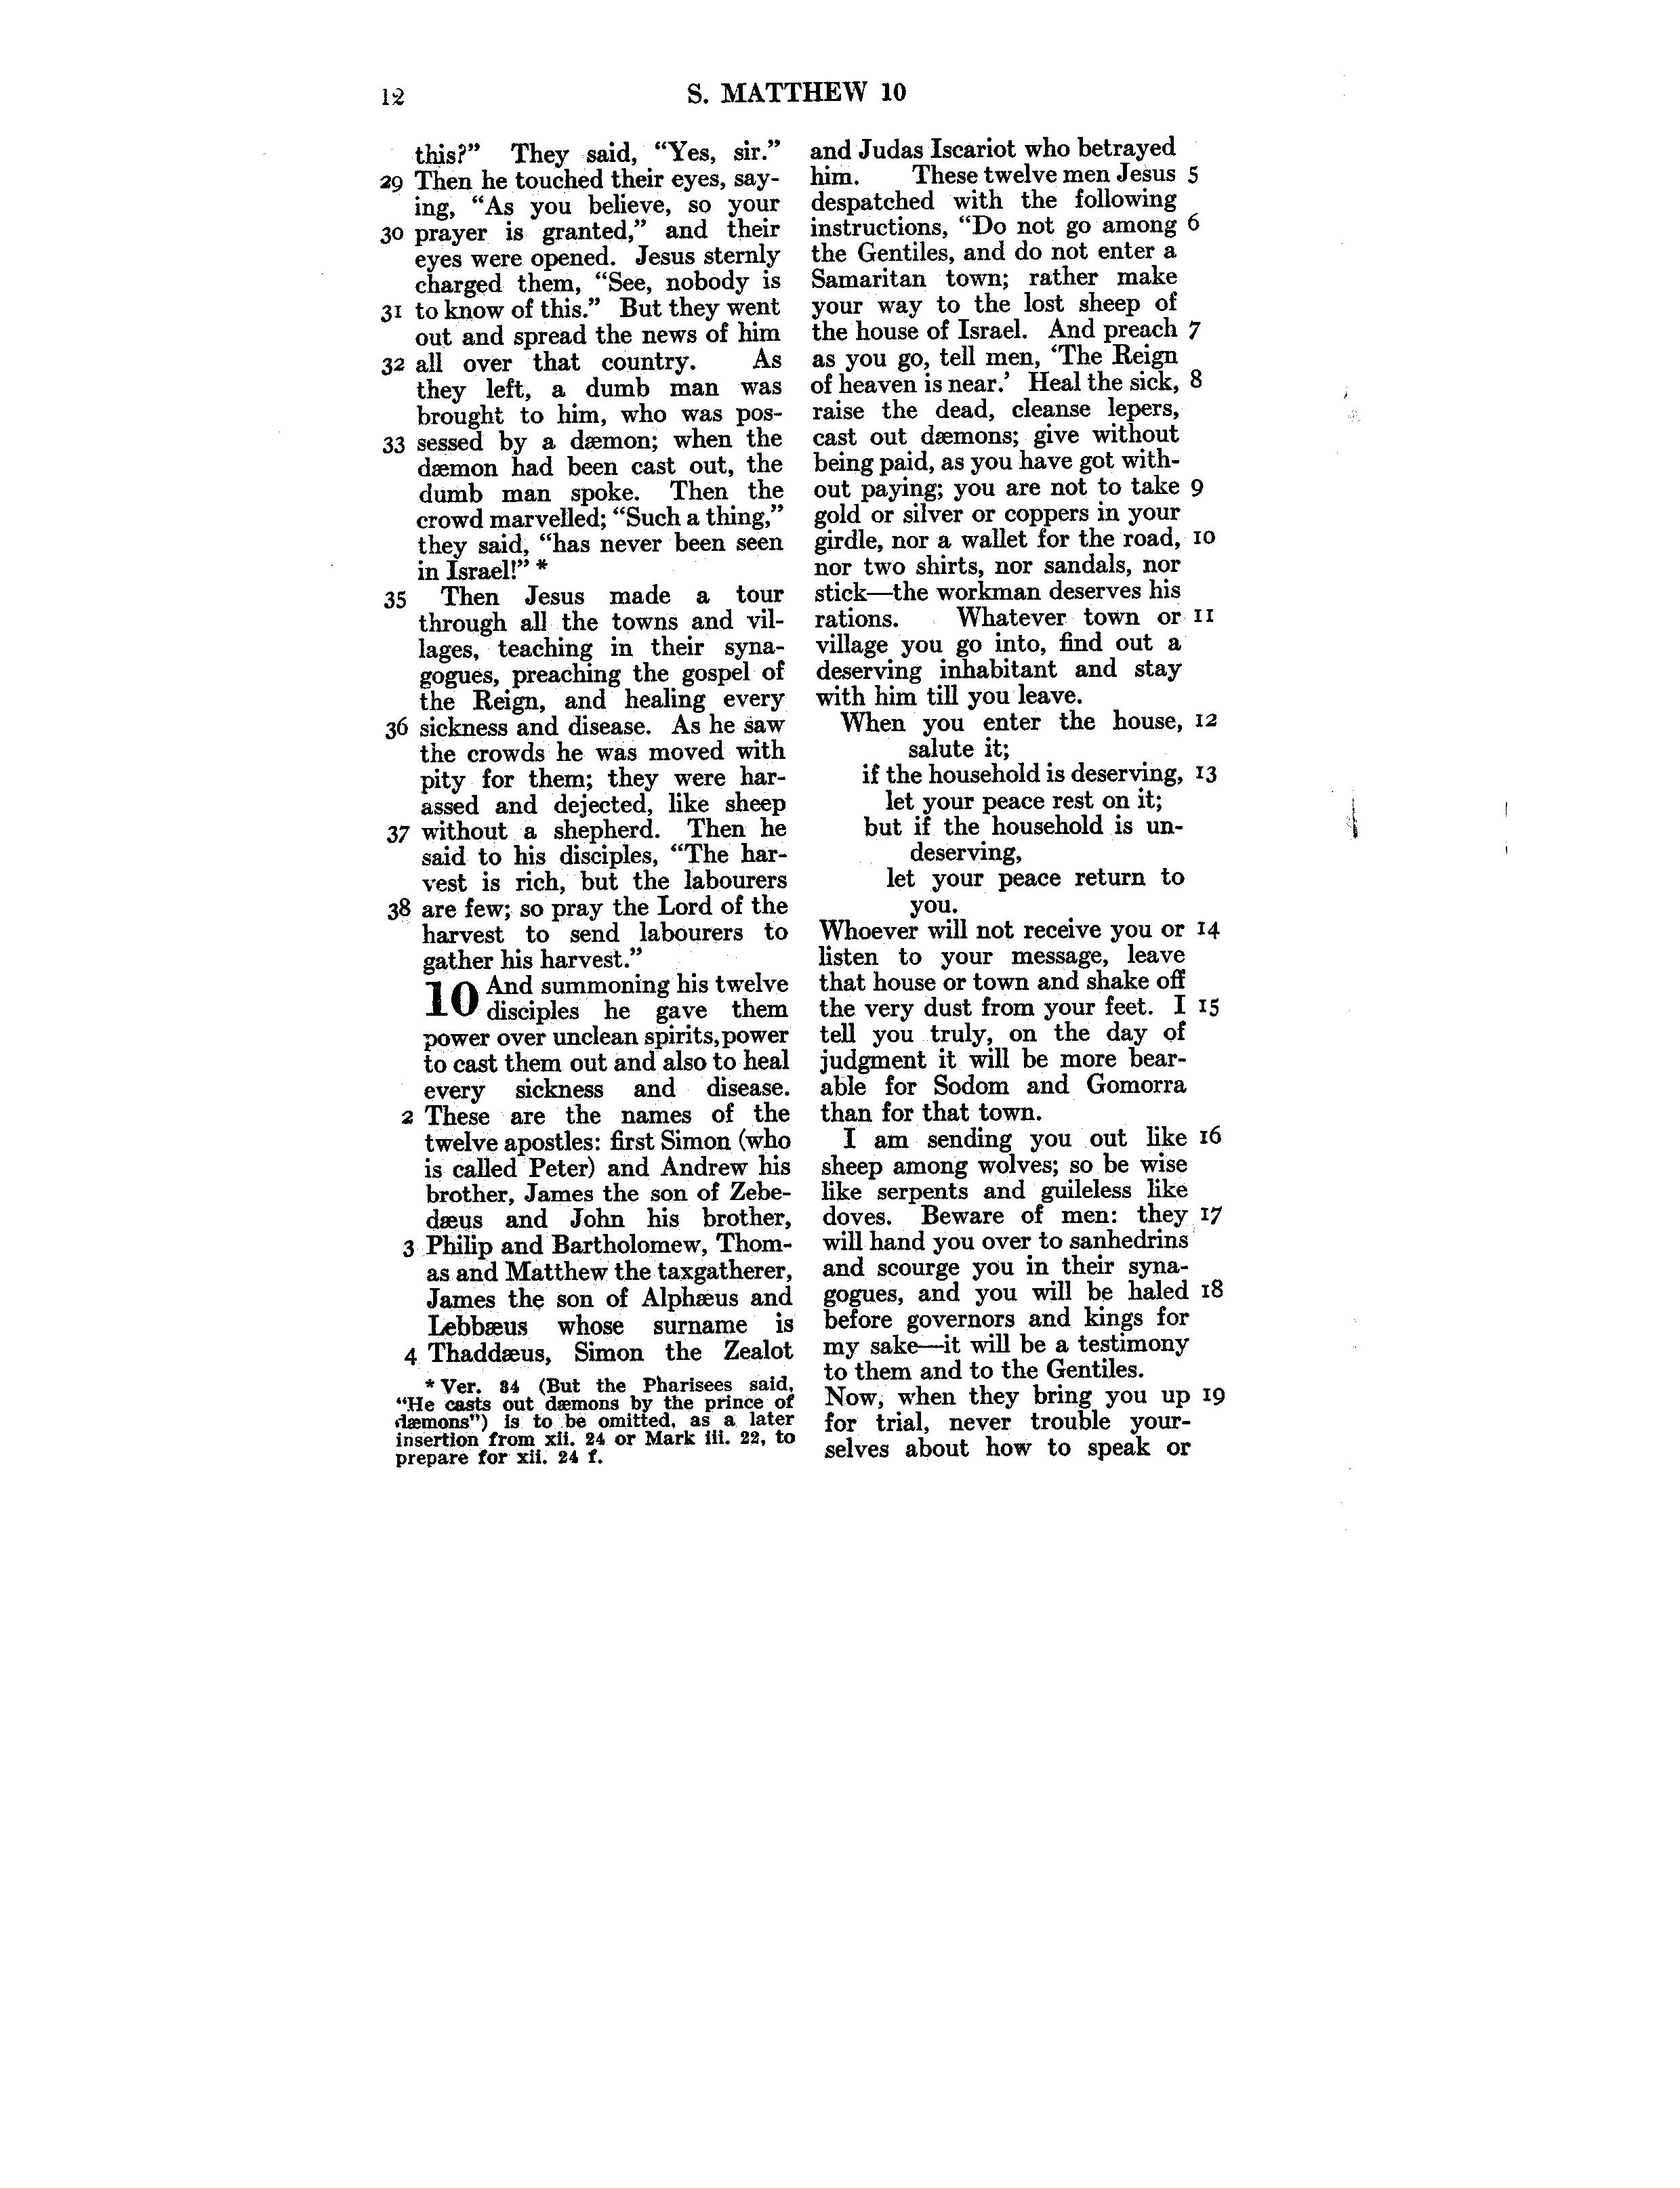 12
S. MATTHEW 10
this?” They said, “Yes, sir.”
29 Then he touched their eyes, say-
ing, “As you believe, so your
30 prayer is granted,” and their
eyes were opened. Jesus sternly
charged them, “See, nobody is
31 to know of this.” But they went
out and spread the news of him
32 all over that country. As
they left, a dumb man was
brought to him, who was pos-
33 sessed by a dæmon; when the
dæmon had been cast out, the
dumb man spoke. Then the
crowd marvelled; “Such a thing,”
they said, “has never been seen
in Israel!” *
35 Then Jesus made a tour
through all the towns and vil-
lages, teaching in their syna-
gogues, preaching the gospel of
the Reign, and healing every
36 sickness and disease. As he saw
the crowds he was moved with
pity for them; they were har-
assed and dejected, like sheep
37 without a shepherd. Then he
said to his disciples, “The har-
vest is rich, but the labourers
38 are few; so pray the Lord of the
harvest to send labourers to
gather his harvest.”
10 And summoning his twelve
disciples he gave them
power over unclean spirits, power
to cast them out and also to heal
every sickness and disease.
2 These are the names of the
twelve apostles: first Simon (who
is called Peter) and Andrew his
brother, James the son of Zebe-
dæus and John his brother,
3 Philip and Bartholomew, Thom-
as and Matthew the taxgatherer,
James the son of Alphæus and
Lebbæus whose surname is
4 Thaddæus, Simon the Zealot
* Ver. 34 (But the Pharisees said,
“He casts out dæmons by the prince of
dæmons”) is to be omitted, as a later
insertion from xii. 24 or Mark iii. 22, to
prepare for xii. 24 f.
and Judas Iscariot who betrayed
him. These twelve men Jesus 5
despatched with the following
instructions, “Do not go among 6
the Gentiles, and do not enter a
Samaritan town; rather make
your way to the lost sheep of
the house of Israel. And preach 7
as you go, tell men, ‘The Reign
of heaven is near.’ Heal the sick, 8
raise the dead, cleanse lepers,
cast out dæmons; give without
being paid, as you have got with-
out paying; you are not to take 9
gold or silver or coppers in your
girdle, nor a wallet for the road, 10
nor two shirts, nor sandals, nor
stick—the workman deserves his
rations. Whatever town or 11
village you go into, find out a
deserving inhabitant and stay
with him till you leave.
When you enter the house, 12
salute it;
if the household is deserving, 13
let your peace rest on it;
but if the household is un-
deserving,
let your peace return to
you.
Whoever will not receive you or 14
listen to your message, leave
that house or town and shake off
the very dust from your feet. I 15
tell you truly, on the day of
judgment it will be more bear-
able for Sodom and Gomorra
than for that town.
I am sending you out like 16
sheep among wolves; so be wise
like serpents and guileless like
doves. Beware of men: they 17
will hand you over to sanhedrins
and scourge you in their syna-
gogues, and you will be haled 18
before governors and kings for
my sake—it will be a testimony
to them and to the Gentiles.
Now, when they bring you up 19
for trial, never trouble your-
selves about how to speak or